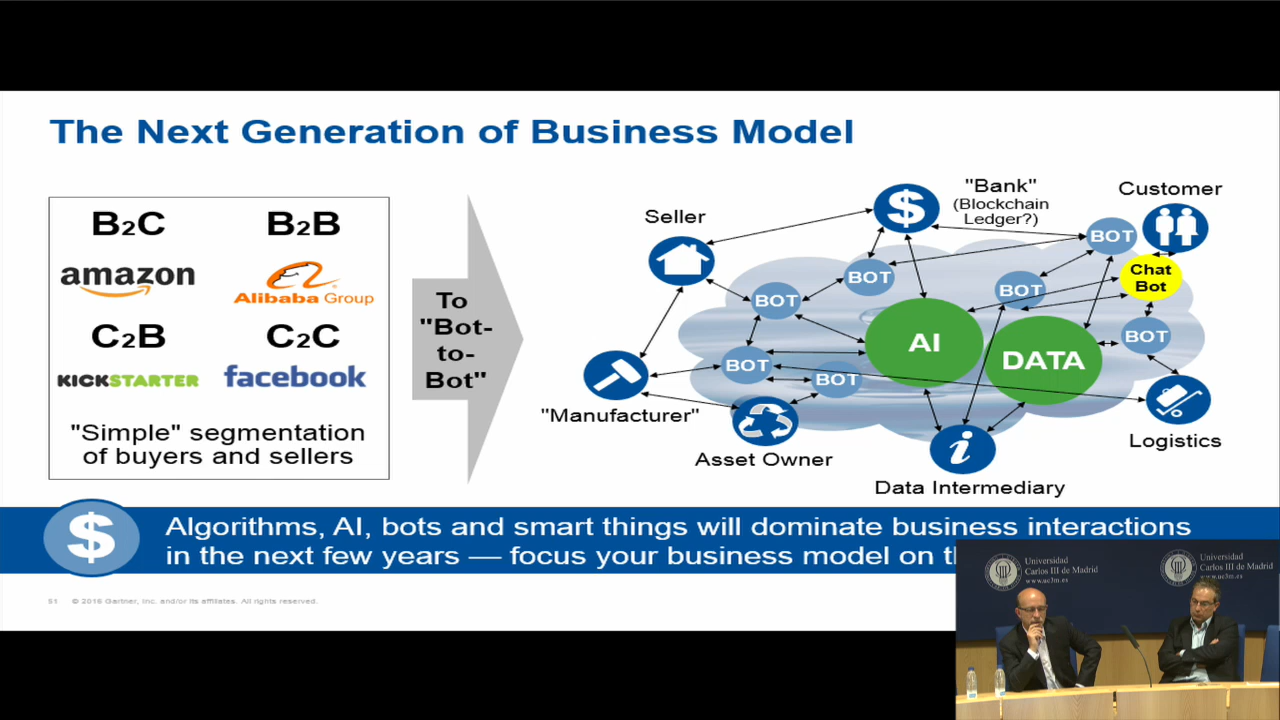 The Next Generation of Business Model
B2C
B2B
amazon
Alibaba Group
C2B
C2C
KICKSTARTER
facebook
"Simple" segmentation
of buyers and sellers
To
"Bot-
to-
Bot"
Seller
"Bank"
(Blockchain
Ledger?)
Customer
$
BOT
BOT
Chat
Bot
BOT
BOT
AI
DATA
BOT
BOT
BOT
"Manufacturer"
Asset Owner
i
Data Intermediary
Logistics
$
Algorithms, AI, bots and smart things will dominate business interactions
in the next few years — focus your business model on
51 © 2016 Gartner, Inc. and/or its affiliates. All rights reserved.
Universidad
Carlos III de Madrid
www.uc3m.es
Universidad
Carlos III de Madrid
www.uc3m.es